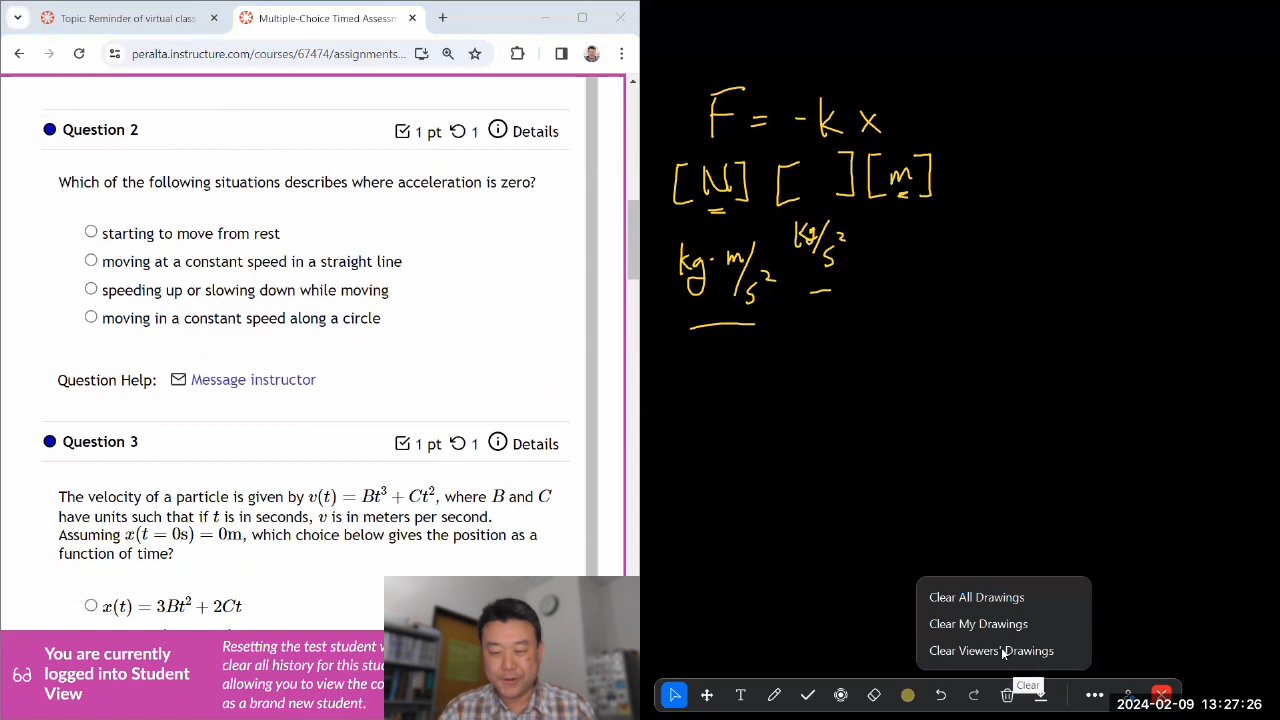 Topic: Reminder of virtual class
Multiple-Choice Timed Assessm
peralta.instructure.com/courses/67474/assignments...
Question 2
1 pt
1
Details
Which of the following situations describes where acceleration is zero?
starting to move from rest
moving at a constant speed in a straight line
speeding up or slowing down while moving
moving in a constant speed along a circle
Question Help:
Message instructor
Question 3
1 pt
1
Details
The velocity of a particle is given by v(t) = Bt³ + Ct², where B and C
have units such that if t is in seconds, v is in meters per second.
Assuming x(t = 0s) = 0m, which choice below gives the position as a
function of time?
x(t) = 3Bt² + 2Ct
You are currently
logged into Student
View
Resetting the test student
clear all history for this stu
allowing you to view the co
as a brand new student.
F = -k x
[N] [ ] [m]
kg·m/s² kg/s²
Clear All Drawings
Clear My Drawings
Clear Viewers' Drawings
Clear
2024-02-09 13:27:26